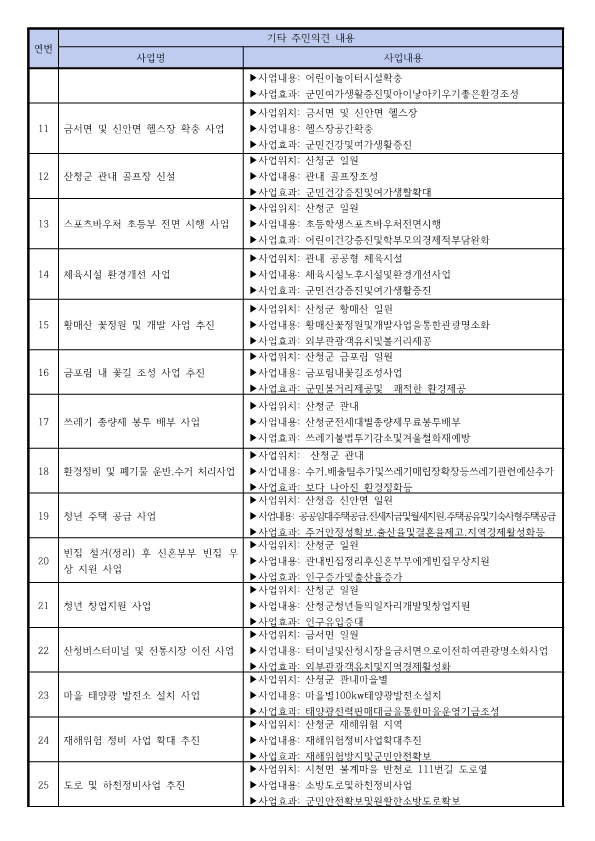 연번
기타 주민의견 내용
사업명
사업내용
▶사업내용: 어린이놀이터시설확충
▶사업효과: 군민여가생활증진및아이낳아키우기좋은환경조성
11
금서면 및 신안면 헬스장 확충 사업
▶사업위치: 금서면 및 신안면 헬스장
▶사업내용: 헬스장공간확충
▶사업효과: 군민건강및여가생활증진
12
산청군 관내 골프장 신설
▶사업위치: 산청군 일원
▶사업내용: 관내 골프장조성
▶사업효과: 군민건강증진및여가생활확대
13
스포츠바우처 초등부 전면 시행 사업
▶사업위치: 산청군 일원
▶사업내용: 초등학생스포츠바우처전면시행
▶사업효과: 어린이건강증진및학부모의경제적부담완화
14
체육시설 환경개선 사업
▶사업위치: 관내 공공형 체육시설
▶사업내용: 체육시설노후시설및환경개선사업
▶사업효과: 군민건강증진및여가생활증진
15
황매산 꽃정원 및 개발 사업 추진
▶사업위치: 산청군 황매산 일원
▶사업내용: 황매산꽃정원및개발사업을통한관광명소화
▶사업효과: 외부관광객유치및볼거리제공
16
금포림 내 꽃길 조성 사업 추진
▶사업위치: 산청군 금포림 일원
▶사업내용: 금포림내꽃길조성사업
▶사업효과: 군민볼거리제공및 쾌적한 환경제공
17
쓰레기 종량제 봉투 배부 사업
▶사업위치: 산청군 관내
▶사업내용: 산청군전세대별종량제무료봉투배부
▶사업효과: 쓰레기불법투기감소및겨울철화재예방
18
환경정비 및 폐기물 운반.수거 처리사업
▶사업위치: 산청군 관내
▶사업내용: 수거.배출팀추가및쓰레기매립장확장등쓰레기관련예산추가
▶사업효과: 보다 나아진 환경정화등
19
청년 주택 공급 사업
▶사업위치: 산청읍 신안면 일원
▶사업내용: 공공임대주택공급.전세자금및월세지원.주택공유및기숙사형주택공급
▶사업효과: 주거안정성확보.출산율및결혼율제고.지역경제활성화등
20
빈집 철거(정리) 후 신혼부부 빈집 무
상 지원 사업
▶사업위치: 산청군 일원
▶사업내용: 관내빈집정리후신혼부부에게빈집무상지원
▶사업효과: 인구증가및출산율증가
21
청년 창업지원 사업
▶사업위치: 산청군 일원
▶사업내용: 산청군청년들의일자리개발및창업지원
▶사업효과: 인구유입증대
22
산청버스터미널 및 전통시장 이전 사업
▶사업위치: 금서면 일원
▶사업내용: 터미널및산청시장을금서면으로이전하여관광명소화사업
▶사업효과: 외부관광객유치및지역경제활성화
23
마을 태양광 발전소 설치 사업
▶사업위치: 산청군 관내마을별
▶사업내용: 마을별100kw태양광발전소설치
▶사업효과: 태양광전력판매대금을통한마을운영기금조성
24
재해위험 정비 사업 확대 추진
▶사업위치: 산청군 재해위험 지역
▶사업내용: 재해위험정비사업확대추진
▶사업효과: 재해위험방지및군민안전확보
25
도로 및 하천정비사업 추진
▶사업위치: 시천면 불계마을 반천로 111번길 도로옆
▶사업내용: 소방도로및하천정비사업
▶사업효과: 군민안전확보및원활한소방도로확보